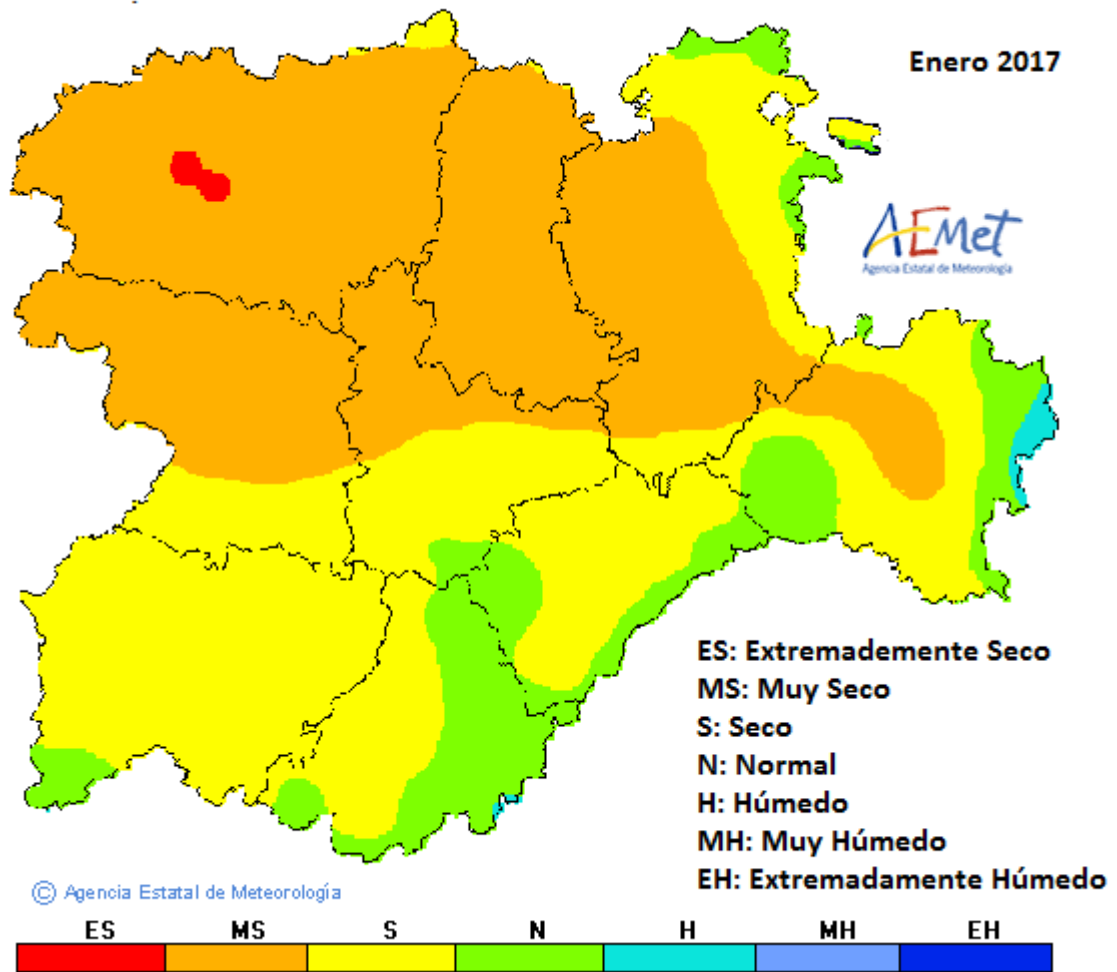 Enero 2017
AEMet
Agencia Estatal de Meteorología
ES: Extremademente Seco
MS: Muy Seco
S: Seco
N: Normal
H: Húmedo
MH: Muy Húmedo
EH: Extremadamente Húmedo
© Agencia Estatal de Meteorología
ES MS S N H MH EH